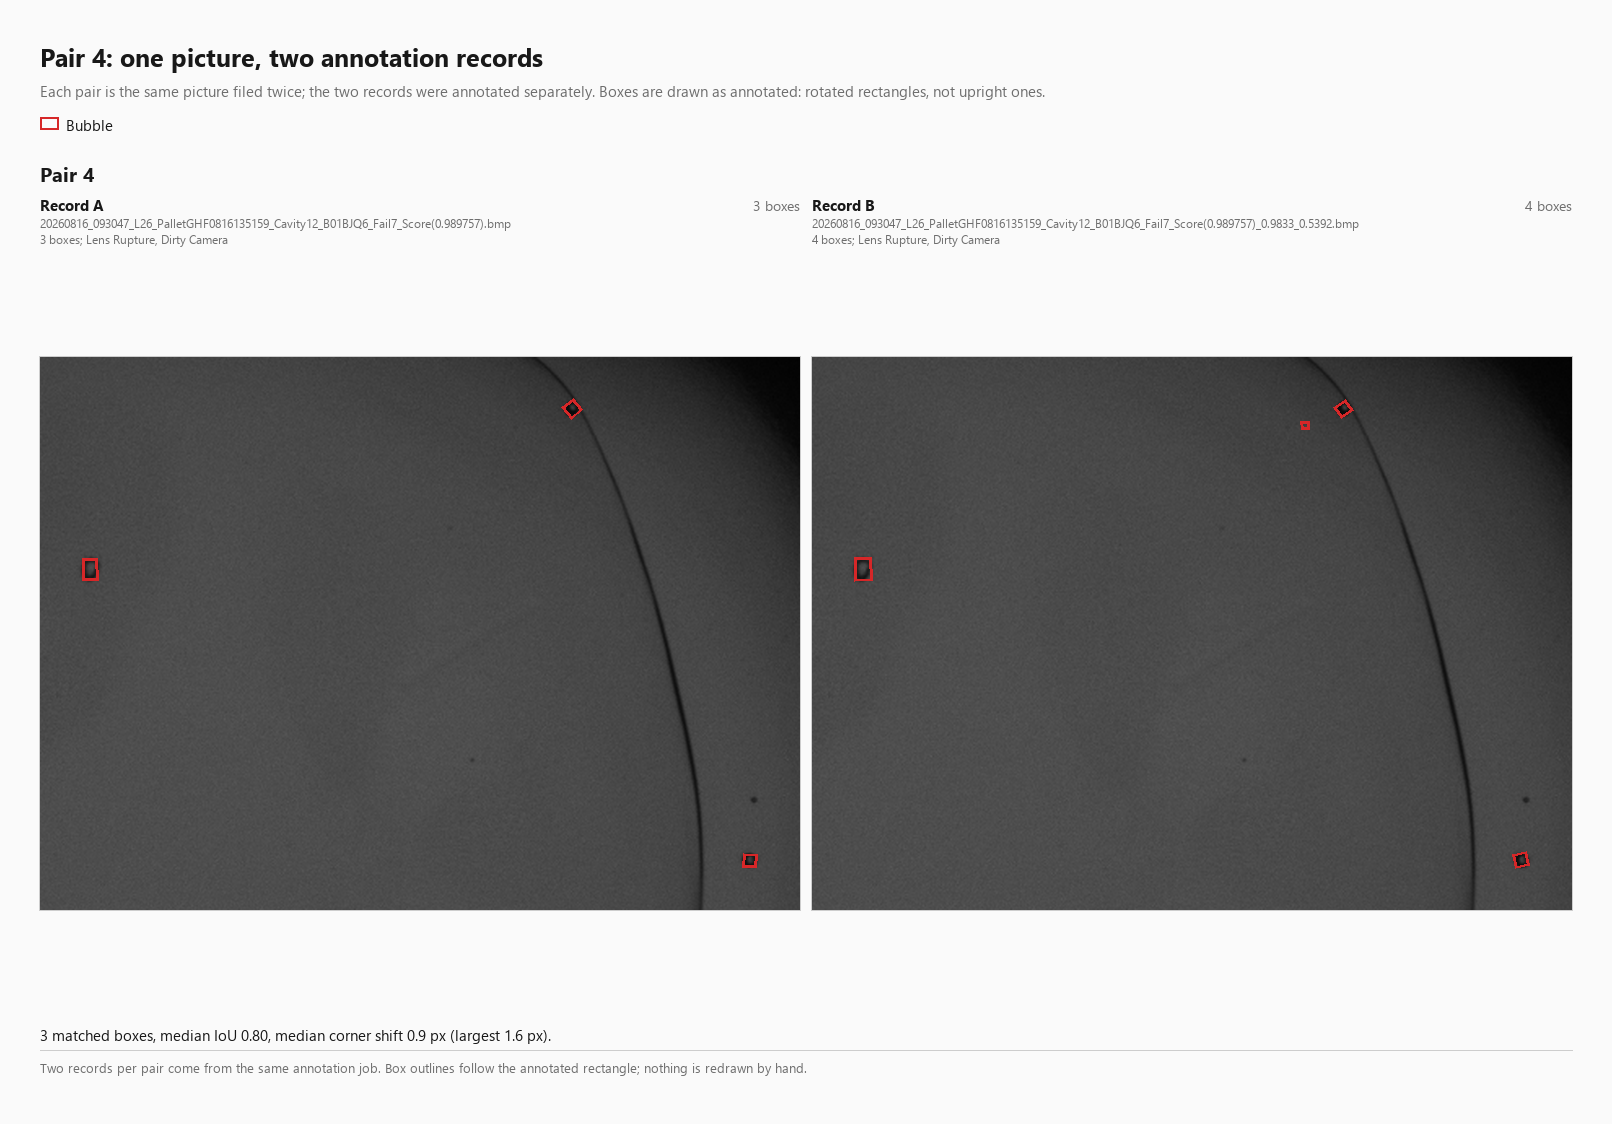 Pair 4: one picture, two annotation records
Each pair is the same picture filed twice; the two records were annotated separately. Boxes are drawn as annotated: rotated rectangles, not upright ones.
Bubble
Pair 4
Record A
3 boxes
20260816_093047_L26_PalletGHF0816135159_Cavity12_B01BJQ6_Fail7_Score(0.989757).bmp
3 boxes; Lens Rupture, Dirty Camera
Record B
4 boxes
20260816_093047_L26_PalletGHF0816135159_Cavity12_B01BJQ6_Fail7_Score(0.989757)_0.9833_0.5392.bmp
4 boxes; Lens Rupture, Dirty Camera
3 matched boxes, median IoU 0.80, median corner shift 0.9 px (largest 1.6 px).
Two records per pair come from the same annotation job. Box outlines follow the annotated rectangle; nothing is redrawn by hand.